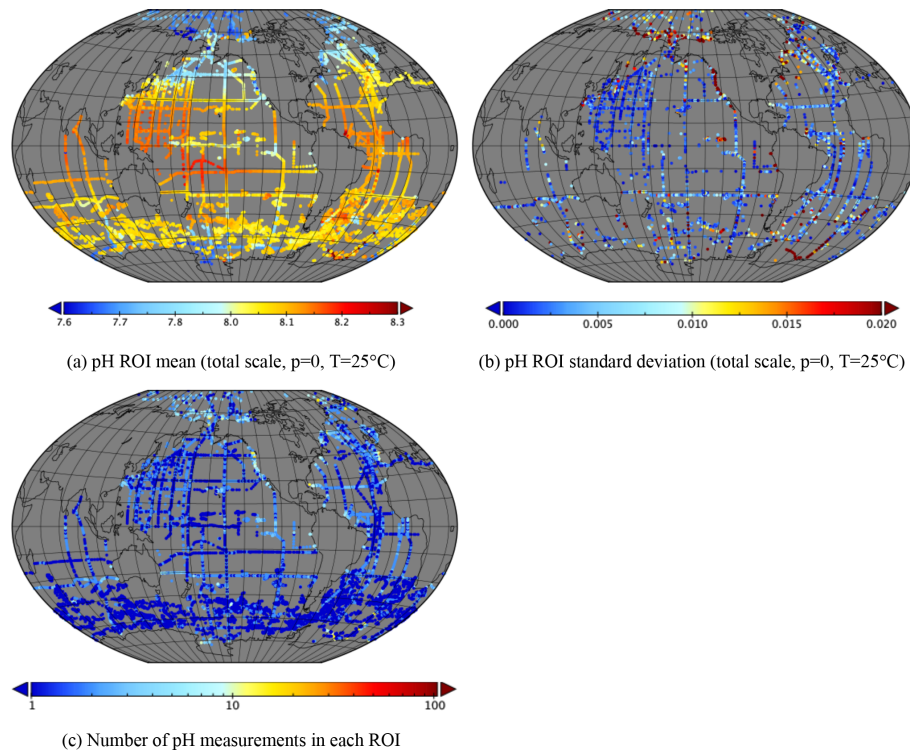 7.6 7.7 7.8 8.0 8.1 8.2 8.3
0.000 0.005 0.010 0.015 0.020
(a) pH ROI mean (total scale, p=0, T=25°C)
(b) pH ROI standard deviation (total scale, p=0, T=25°C)
1 10 100
(c) Number of pH measurements in each ROI